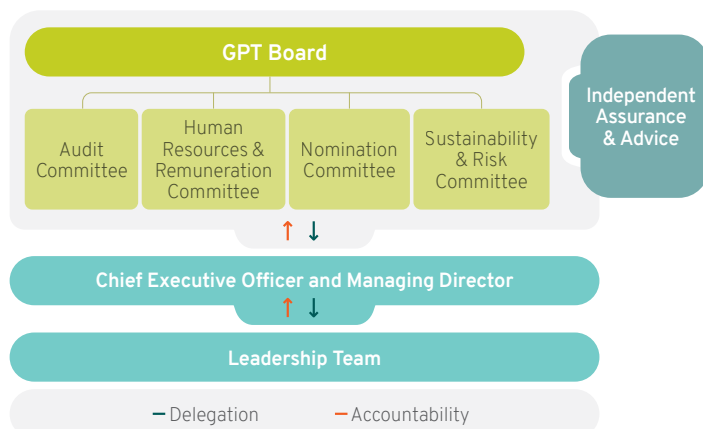 GPT Board
Independent
Assurance
& Advice
Audit
Committee
Human
Resources &
Remuneration
Committee
Nomination
Committee
Sustainability
& Risk
Committee
Chief Executive Officer and Managing Director
Leadership Team
Delegation
Accountability